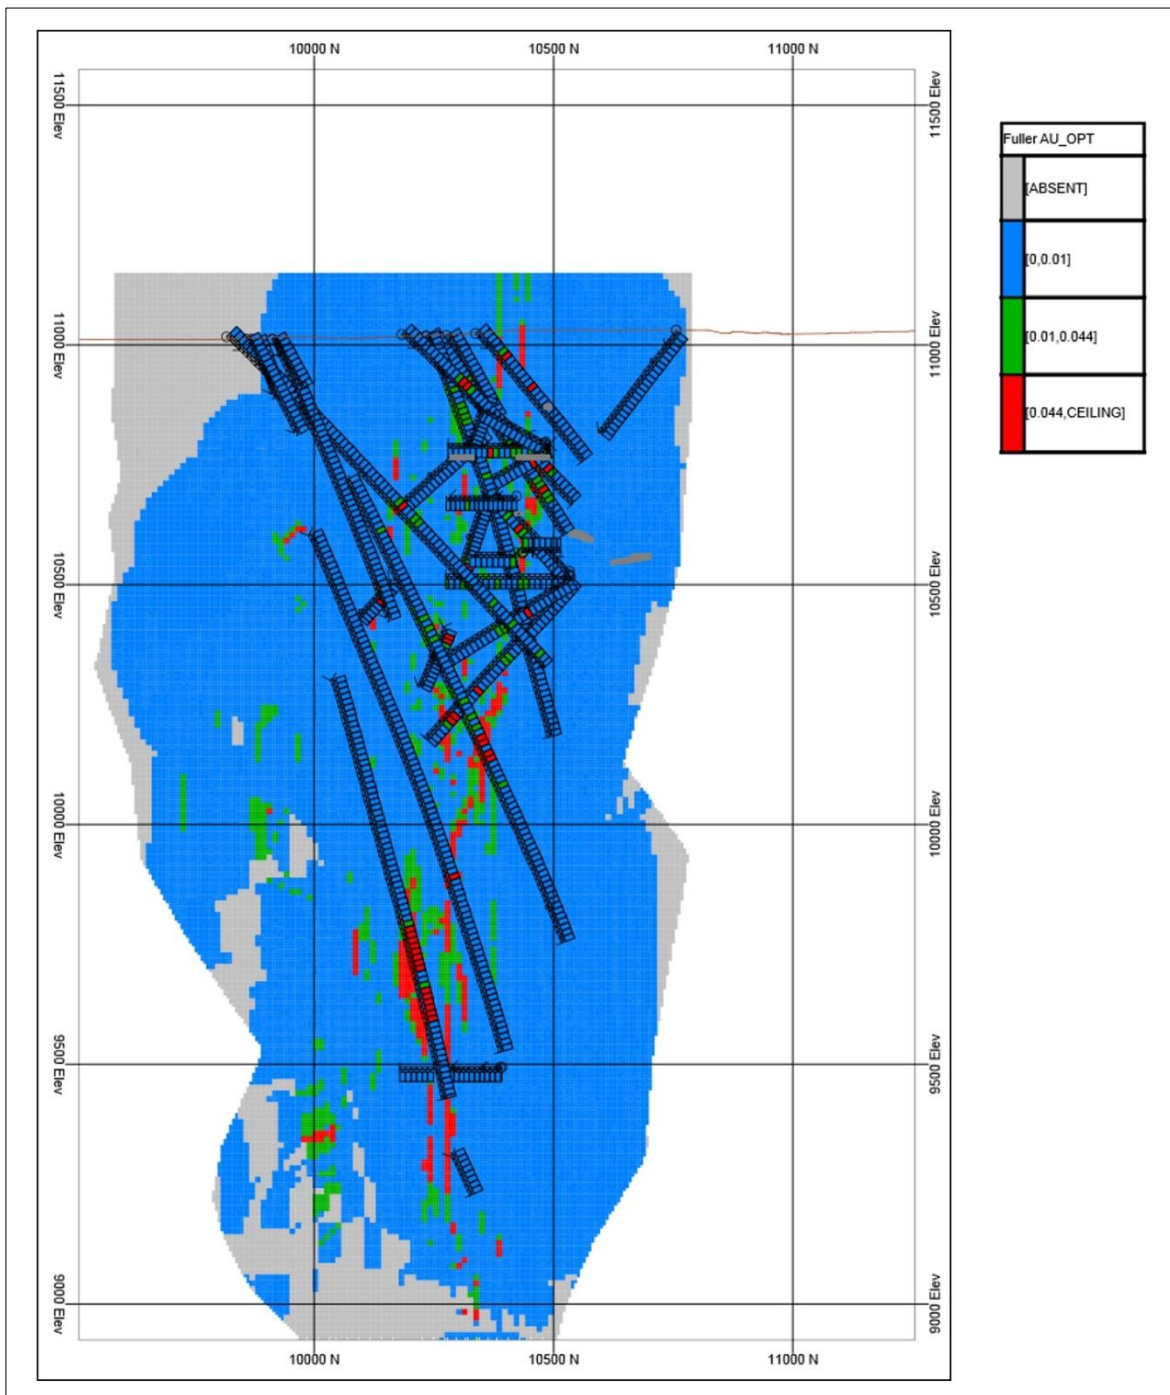 10000 N 10500 N 11000 N
11500 Elev 11500 Elev
11000 Elev 11000 Elev
10500 Elev 10500 Elev
10000 Elev 10000 Elev
9500 Elev 9500 Elev
9000 Elev 9000 Elev
10000 N 10500 N 11000 N
Fuller AU_OPT
[ABSENT]
[0,0.01]
[0.01,0.044]
[0.044,CEILING]